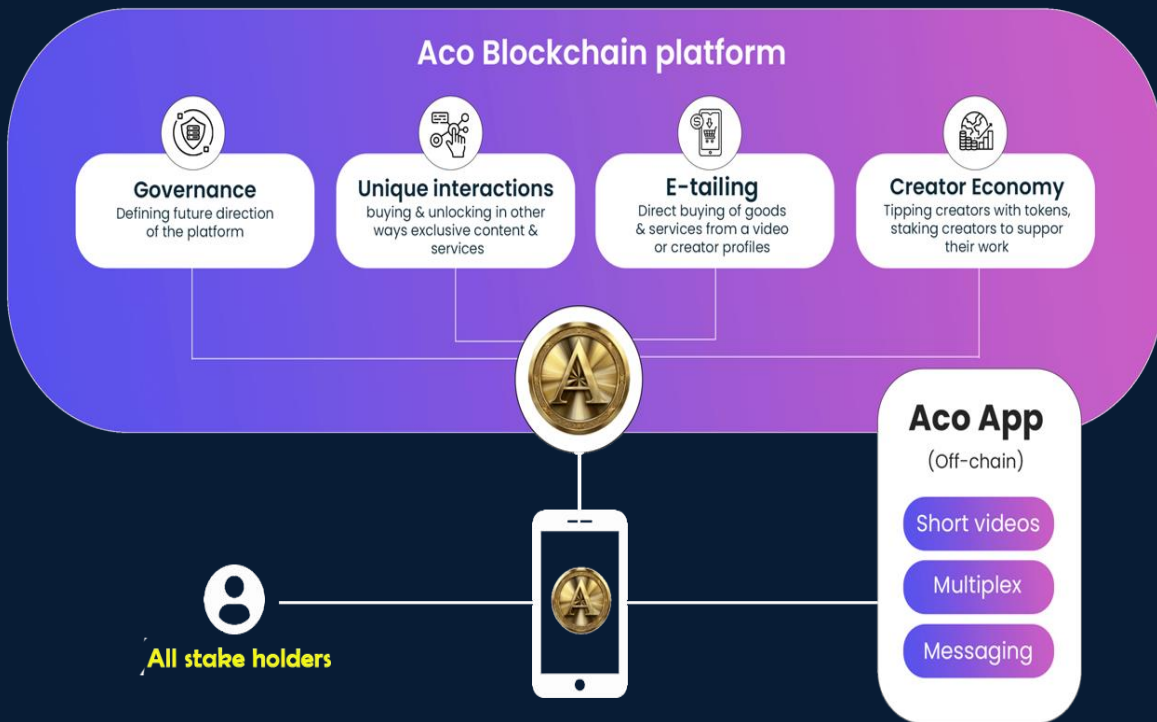 Aco Blockchain platform
Governance
Defining future direction
of the platform
Unique interactions
buying & unlocking in other
ways exclusive content &
services
E-tailing
Direct buying of goods
& services from a video
or creator profiles
Creator Economy
Tipping creators with tokens,
staking creators to suppor
their work
A
Aco App
(Off-chain)
Short videos
Multiplex
Messaging
A
All stake holders